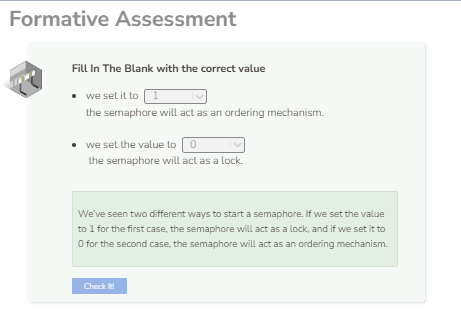 Formative Assessment
Fill In The Blank with the correct value
we set it to 1
the semaphore will act as an ordering mechanism.
we set the value to 0
the semaphore will act as a lock.
We've seen two different ways to start a semaphore. If we set the value
to 1 for the first case, the semaphore will act as a lock, and if we set it to
0 for the second case, the semaphore will act as an ordering mechanism.
Check It!